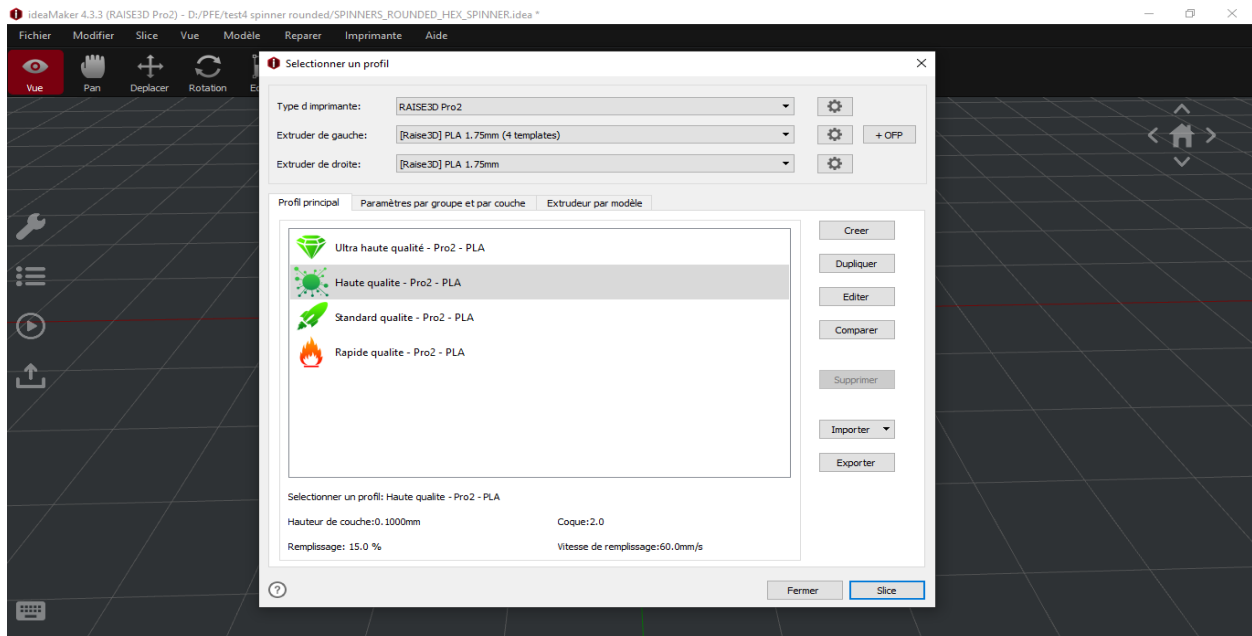 ideaMaker 4.3.3 (RAISE3D Pro2) - D:/PFE/test4 spinner rounded/SPINNERS_ROUNDED_HEX_SPINNER.idea *
Fichier Modifier Slice Vue Modèle Reparer Imprimante Aide
Vue Pan Deplacer Rotation
Selectionner un profil
Type d imprimante: RAISE3D Pro2
Extruder de gauche: [Raise3D] PLA 1.75mm (4 templates) + OFP
Extruder de droite: [Raise3D] PLA 1.75mm
Profil principal Paramètres par groupe et par couche Extrudeur par modèle
Ultra haute qualité - Pro2 - PLA
Haute qualite - Pro2 - PLA
Standard qualite - Pro2 - PLA
Rapide qualite - Pro2 - PLA
Creer
Dupliquer
Editer
Comparer
Supprimer
Importer
Exporter
Selectionner un profil: Haute qualite - Pro2 - PLA
Hauteur de couche:0.1000mm Coque:2.0
Remplissage: 15.0 % Vitesse de remplissage:60.0mm/s
? Fermer Slice